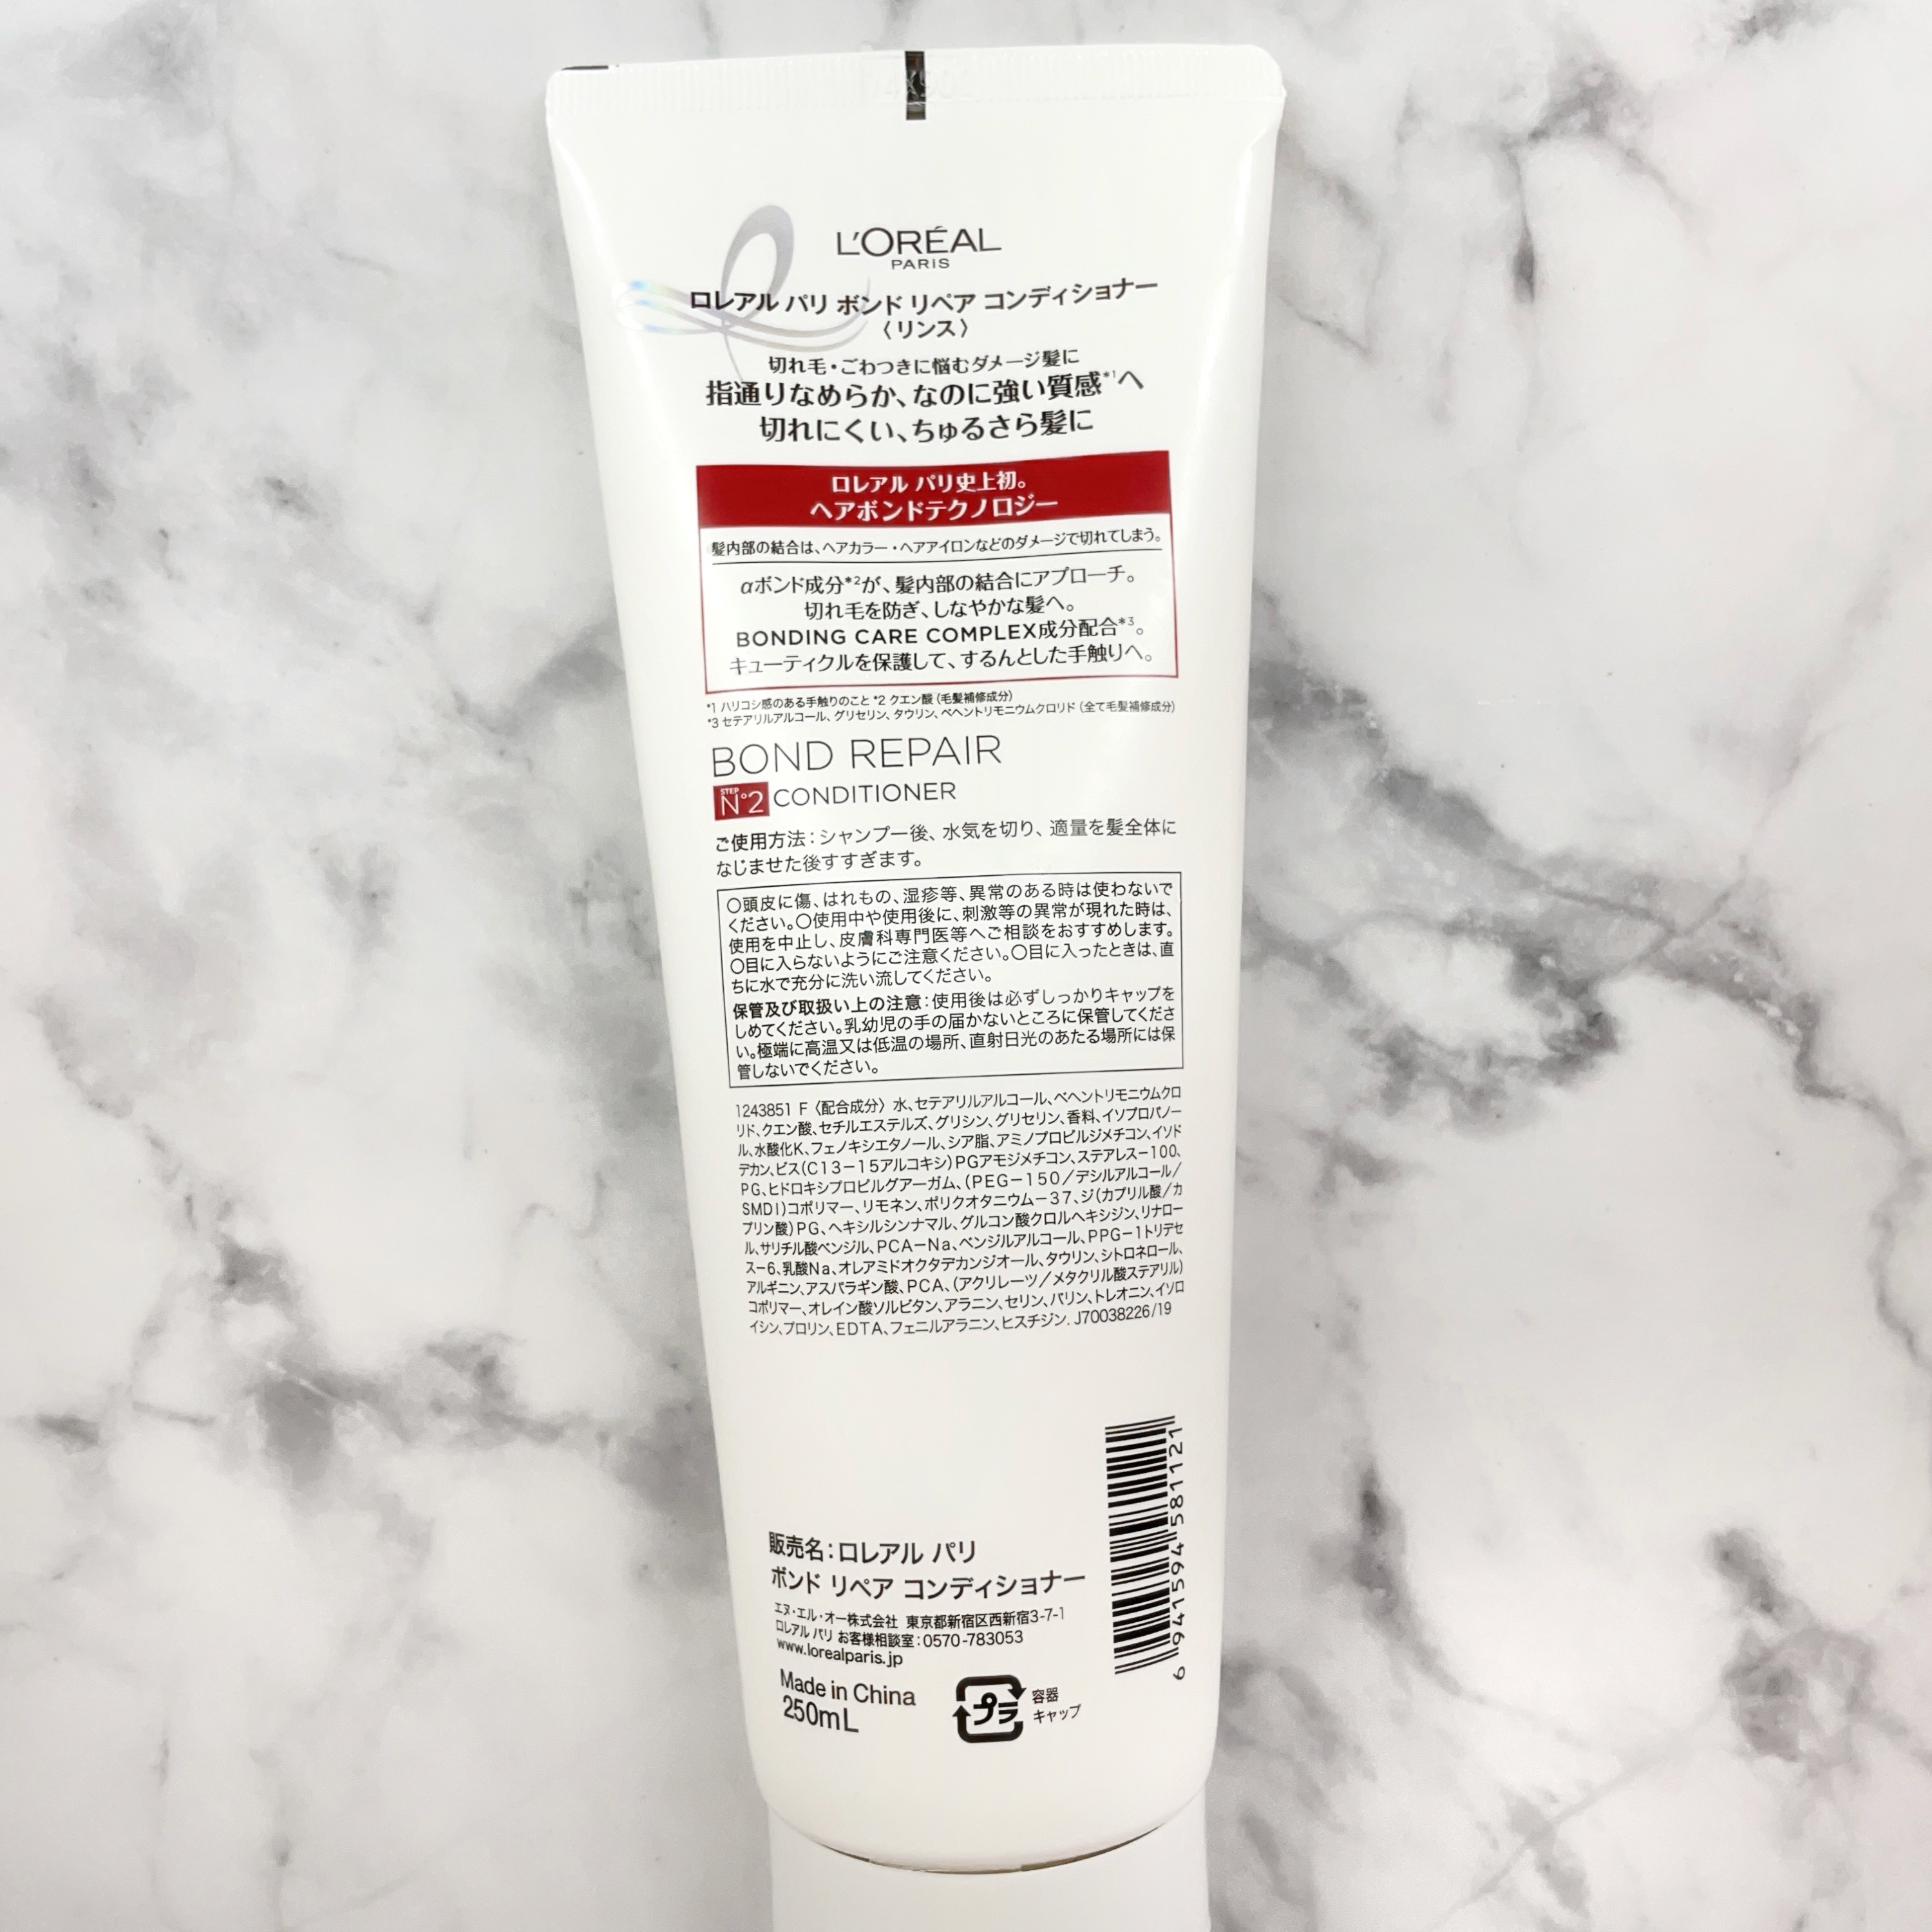 L'ORÉAL
PARIS
ロレアル パリ ボンド リペア コンディショナー
〈リンス〉
切れ毛・ごわつきに悩むダメージ髪に
指通りなめらか、なのに強い質感*1へ
切れにくい、ちゅるさら髪に
ロレアル パリ史上初。
ヘアボンドテクノロジー
髪内部の結合は、ヘアカラー・ヘアアイロンなどのダメージで切れてしまう。
αボンド成分*2が、髪内部の結合にアプローチ。
切れ毛を防ぎ、しなやかな髪へ。
BONDING CARE COMPLEX成分配合*3。
キューティクルを保護して、するんとした手触りへ。
*1 ハリコシ感のある手触りのこと *2 クエン酸（毛髪補修成分）
*3 セテアリルアルコール、グリセリン、タウリン、ベヘントリモニウムクロリド（全て毛髪補修成分）
BOND REPAIR
STEP N°2 CONDITIONER
ご使用方法：シャンプー後、水気を切り、適量を髪全体に
なじませた後すすぎます。
〇頭皮に傷、はれもの、湿疹等、異常のある時は使わないで
ください。〇使用中や使用後に、刺激等の異常が現れた時は、
使用を中止し、皮膚科専門医等へご相談をおすすめします。
〇目に入らないようにご注意ください。〇目に入ったときは、直
ちに水で充分に洗い流してください。
保管及び取扱い上の注意：使用後は必ずしっかりキャップを
しめてください。乳幼児の手の届かないところに保管してくださ
い。極端に高温又は低温の場所、直射日光のあたる場所には保
管しないでください。
1243851 F〈配合成分〉水、セテアリルアルコール、ベヘントリモニウムクロ
リド、クエン酸、セチルエステルズ、グリシン、グリセリン、香料、イソプロパノー
ル、水酸化K、フェノキシエタノール、シア脂、アミノプロピルジメチコン、イソド
デカン、ビス（C13−15アルコキシ）PGアモジメチコン、ステアレス−100、
PG、ヒドロキシプロピルグアーガム、（PEG−150／デシルアルコール／
SMDI）コポリマー、リモネン、ポリクオタニウム−37、ジ（カプリル酸／カ
プリン酸）PG、ヘキシルシンナマル、グルコン酸クロルヘキシジン、リナロー
ル、サリチル酸ベンジル、PCA−Na、ベンジルアルコール、PPG−1トリデセ
ス−6、乳酸Na、オレアミドオクタデカンジオール、タウリン、シトロネロール、
アルギニン、アスパラギン酸、PCA、（アクリレーツ／メタクリル酸ステアリル）
コポリマー、オレイン酸ソルビタン、アラニン、セリン、バリン、トレオニン、イソロ
イシン、プロリン、EDTA、フェニルアラニン、ヒスチジン. J70038226/19
販売名：ロレアル パリ
ボンド リペア コンディショナー
エヌ・エル・オー株式会社 東京都新宿区西新宿3-7-1
ロレアル パリ お客様相談室：0570-783053
www.lorealparis.jp
Made in China
250mL
プラ
容器
キャップ
6 941594 581121